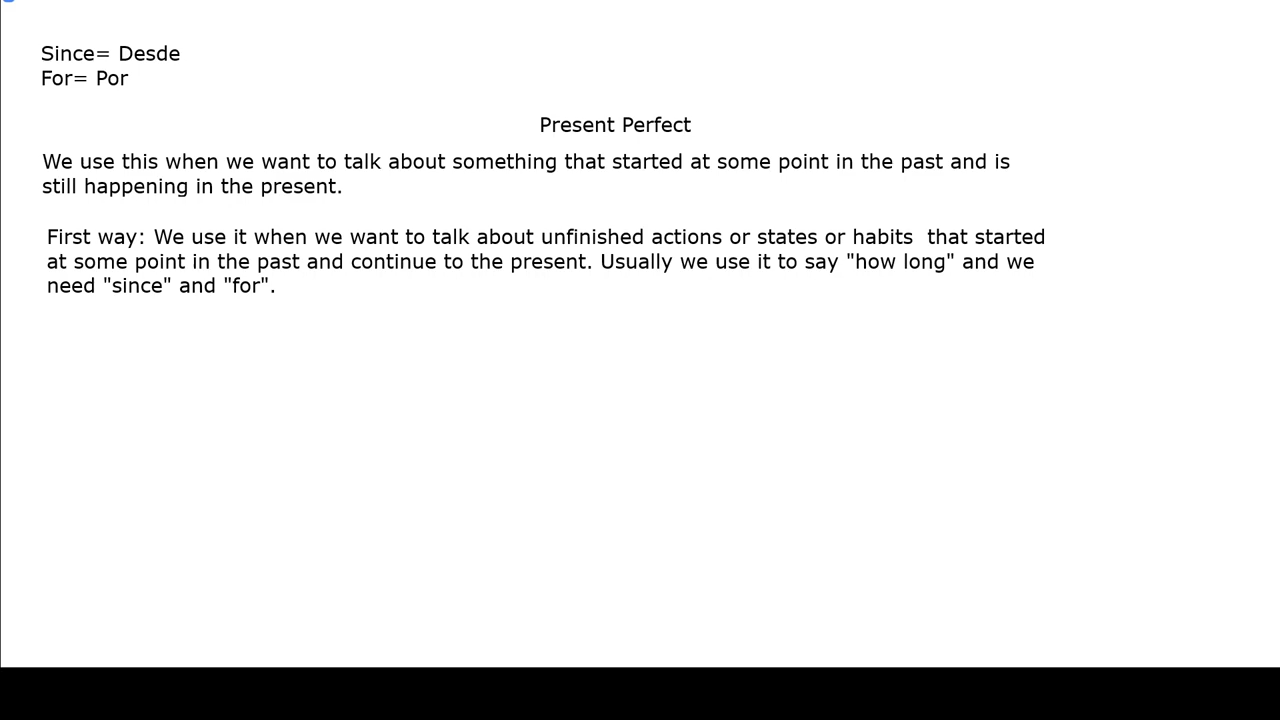 Since= Desde
For= Por
Present Perfect
We use this when we want to talk about something that started at some point in the past and is
still happening in the present.
First way: We use it when we want to talk about unfinished actions or states or habits  that started
at some point in the past and continue to the present. Usually we use it to say "how long" and we
need "since" and "for".